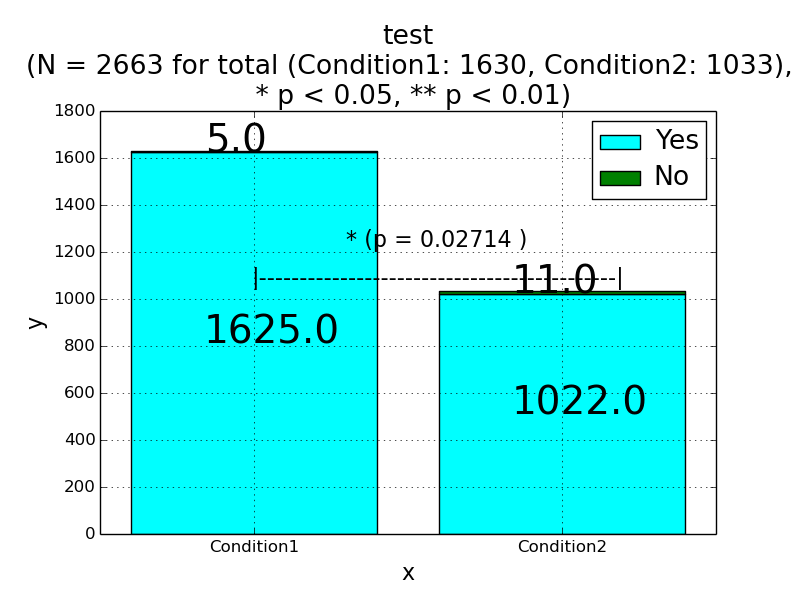 test
(N = 2663 for total (Condition1: 1630, Condition2: 1033),
* p < 0.05, ** p < 0.01)
1800
1600
1400
1200
1000
800
600
400
200
0
y
5.0
Yes
No
* (p = 0.02714 )
11.0
1625.0
1022.0
Condition1
Condition2
x